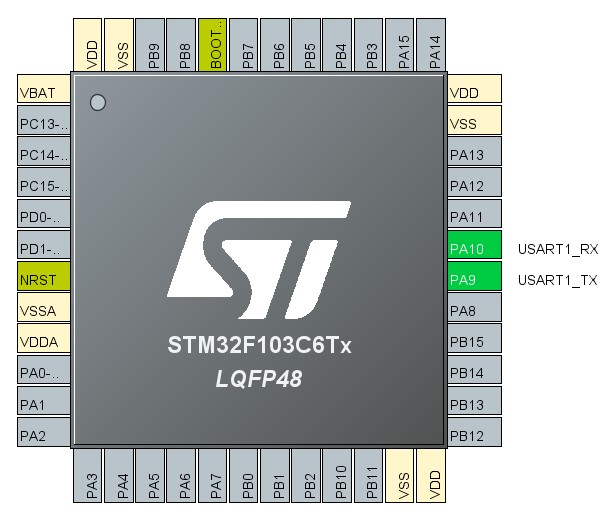 VDD
VSS
PB9
PB8
BOOT..
PB7
PB6
PB5
PB4
PB3
PA15
PA14
VBAT
PC13-..
PC14-..
PC15-..
PD0-..
PD1-..
NRST
VSSA
VDDA
PA0-..
PA1
PA2
VDD
VSS
PA13
PA12
PA11
PA10 USART1_RX
PA9 USART1_TX
PA8
PB15
PB14
PB13
PB12
ST
STM32F103C6Tx
LQFP48
PA3
PA4
PA5
PA6
PA7
PB0
PB1
PB2
PB10
PB11
VSS
VDD